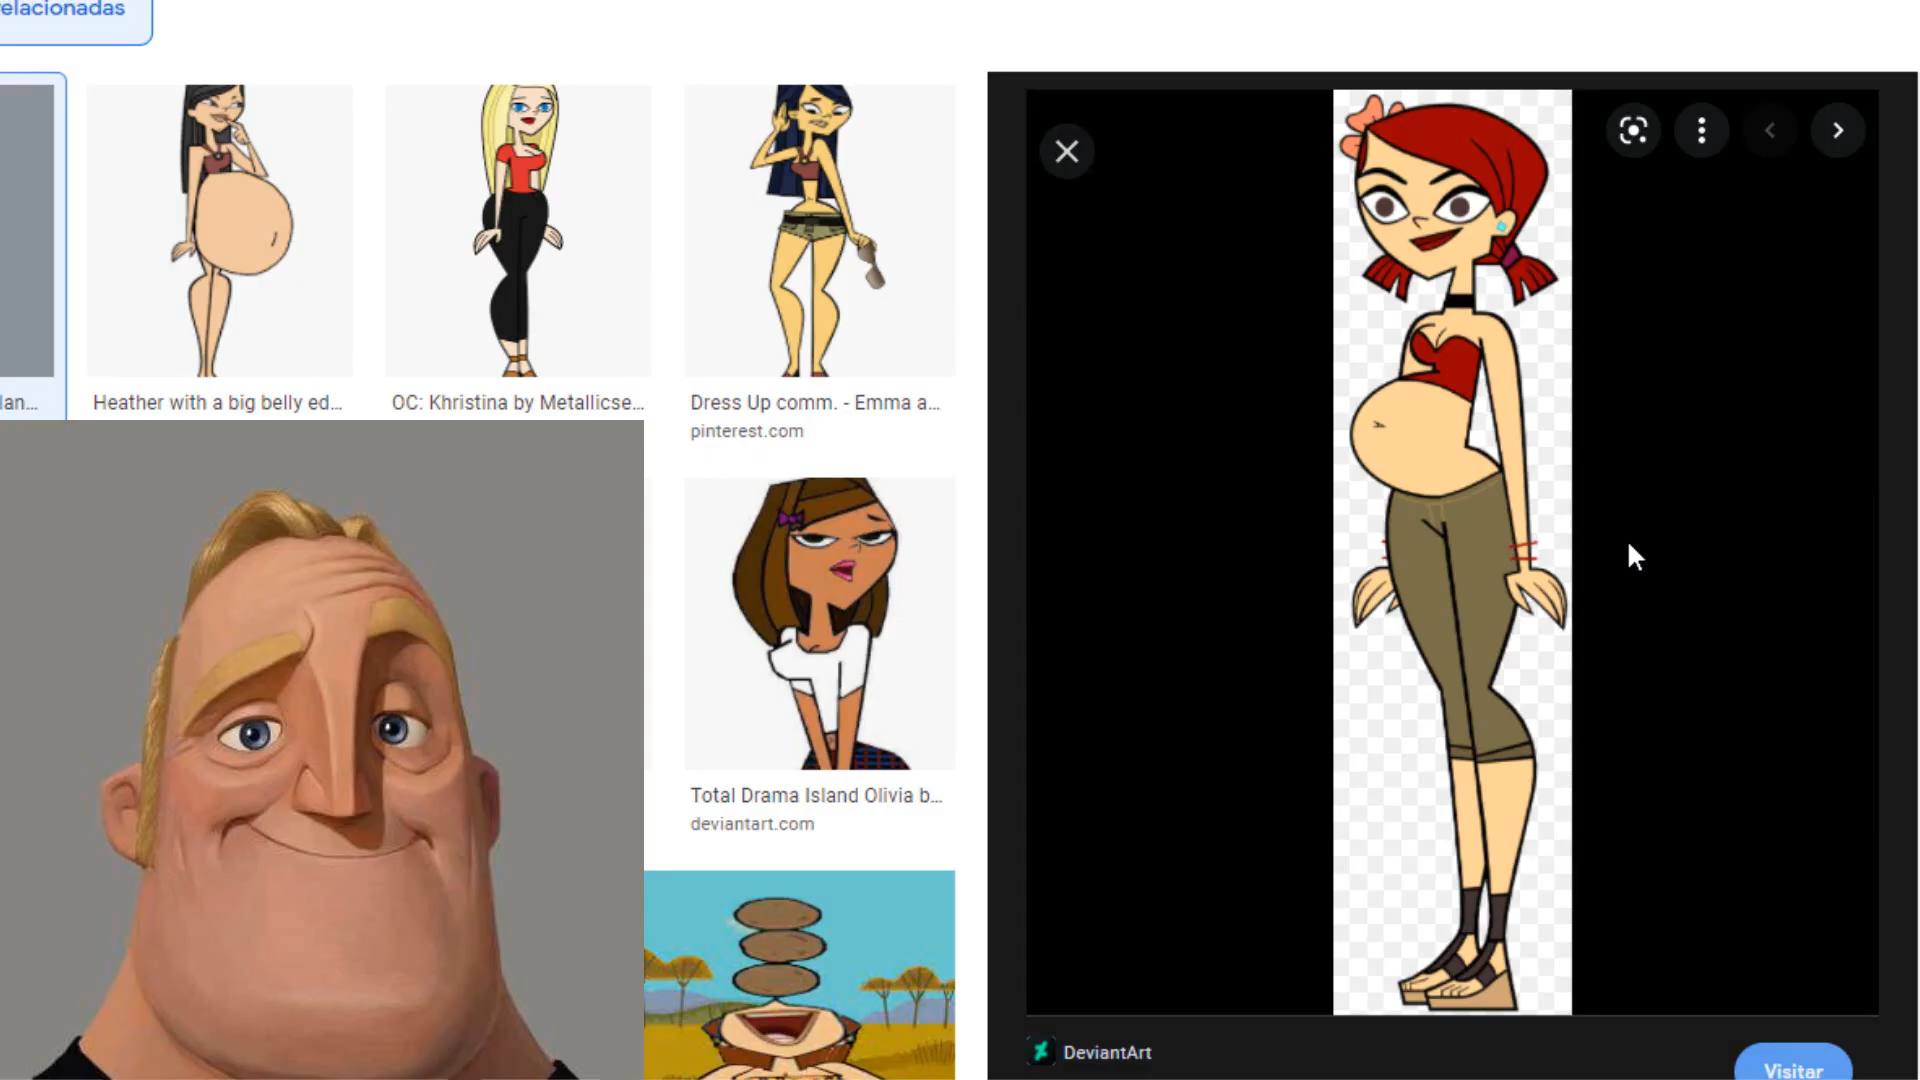 elacionadas
lan...
Heather with a big belly ed...
OC: Khristina by Metallicse...
Dress Up comm. - Emma a...
pinterest.com
Total Drama Island Olivia b...
deviantart.com
DeviantArt
Visitar